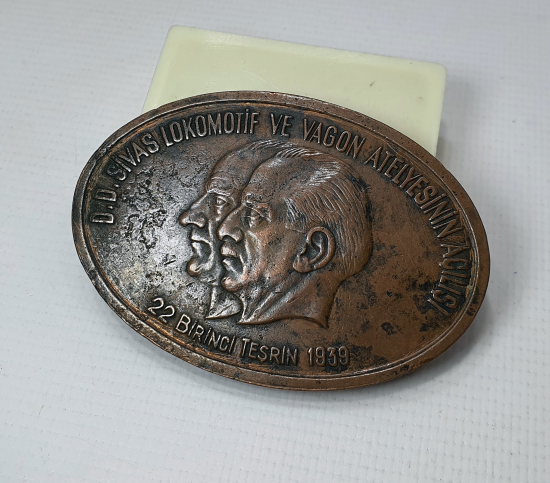 D.D. SİVAS LOKOMOTİF VE VAGON ATELYESİNİN AÇILIŞI
22 BİRİNCİ TEŞRİN 1939